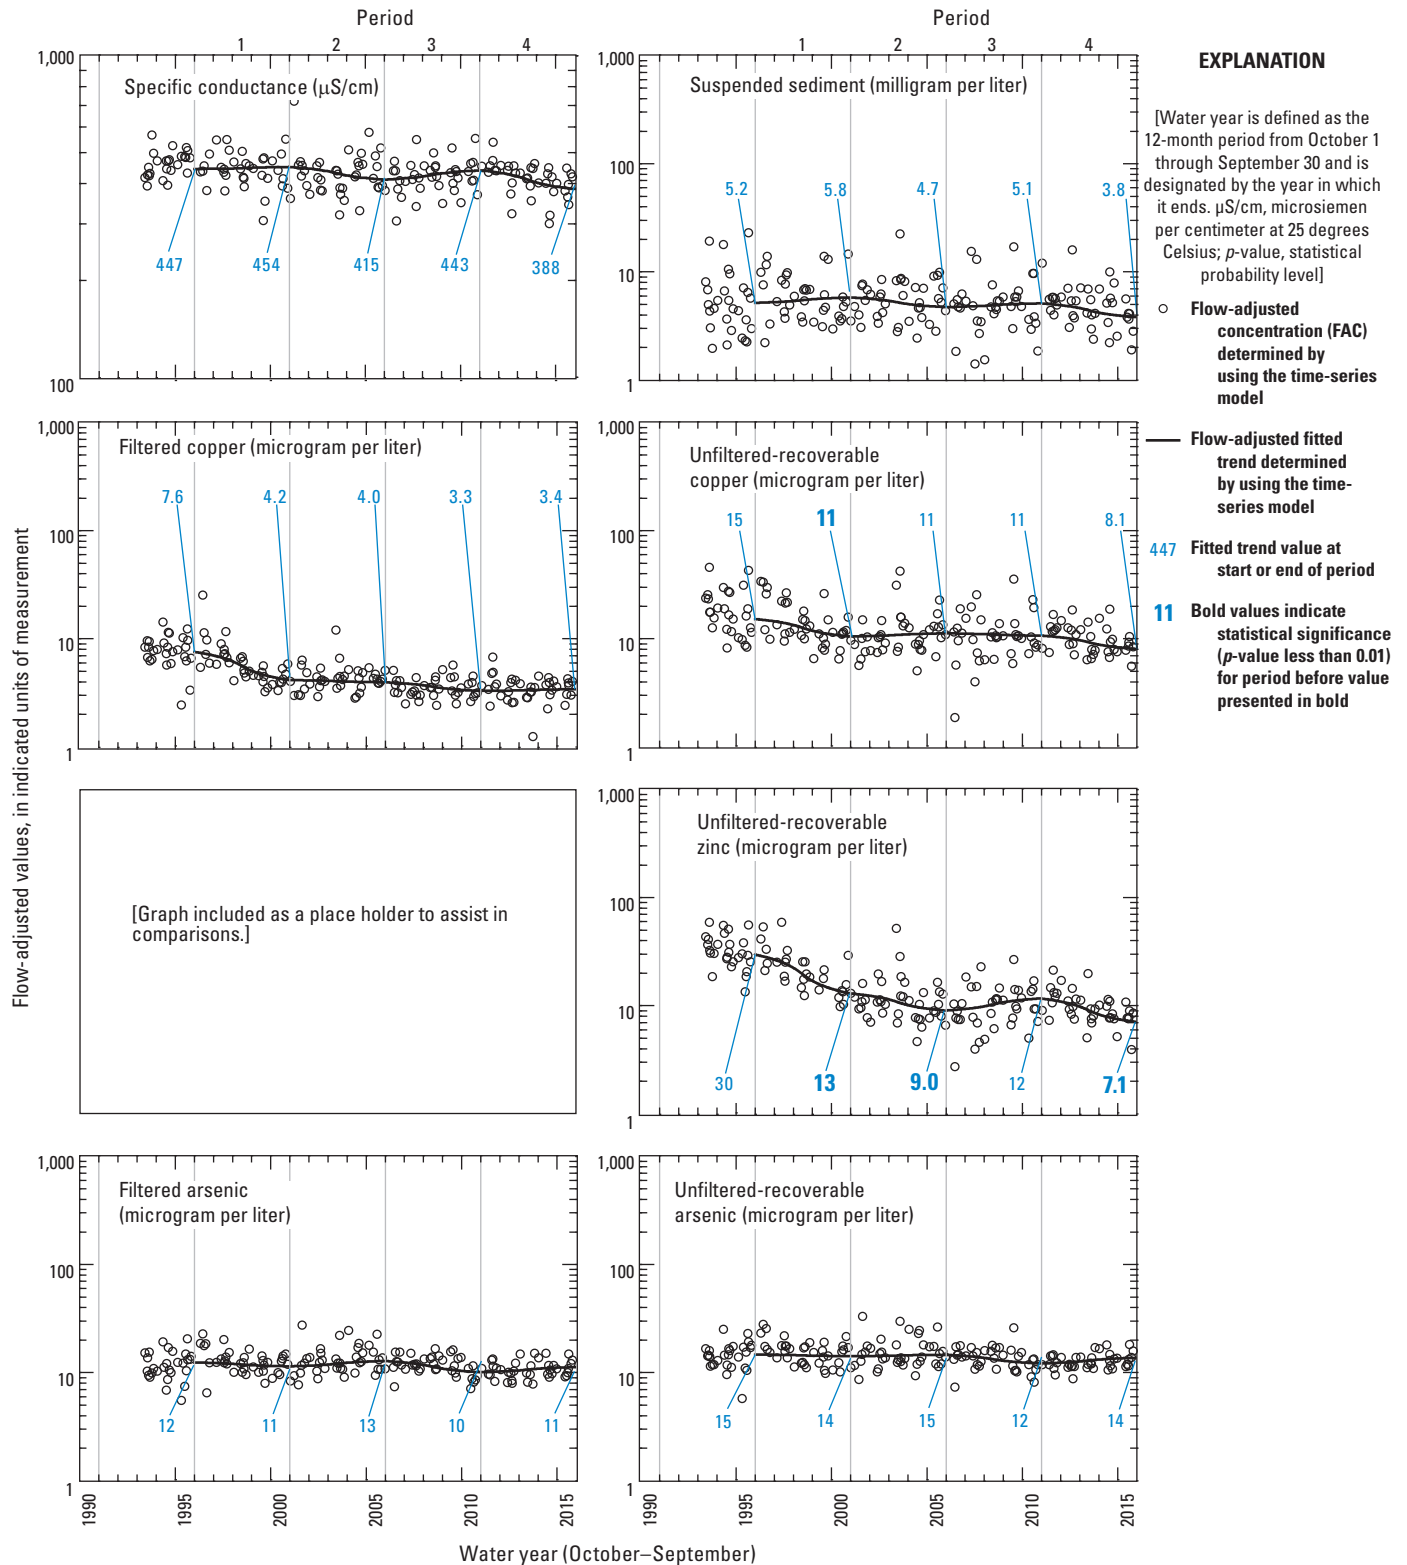 Period
Period
1 2 3 4
1 2 3 4
1,000
Specific conductance (µS/cm)
447 454 415 443 388
100
1,000
Suspended sediment (milligram per liter)
100
5.2 5.8 4.7 5.1 3.8
10
1
EXPLANATION
[Water year is defined as the
12-month period from October 1
through September 30 and is
designated by the year in which
it ends. µS/cm, microsiemen
per centimeter at 25 degrees
Celsius; p-value, statistical
probability level]
Flow-adjusted
concentration (FAC)
determined by
using the time-series
model
Flow-adjusted fitted
trend determined
by using the time-
series model
447 Fitted trend value at
start or end of period
11 Bold values indicate
statistical significance
(p-value less than 0.01)
for period before value
presented in bold
Flow-adjusted values, in indicated units of measurement
1,000
Filtered copper (microgram per liter)
7.6 4.2 4.0 3.3 3.4
100
10
1
1,000
Unfiltered-recoverable
copper (microgram per liter)
15 11 11 11 8.1
100
10
1
[Graph included as a place holder to assist in
comparisons.]
1,000
Unfiltered-recoverable
zinc (microgram per liter)
100
10
30 13 9.0 12 7.1
1
1,000
Filtered arsenic
(microgram per liter)
100
10
12 11 13 10 11
1
1,000
Unfiltered-recoverable
arsenic (microgram per liter)
100
10
15 14 15 12 14
1
1990 1995 2000 2005 2010 2015
1990 1995 2000 2005 2010 2015
Water year (October–September)